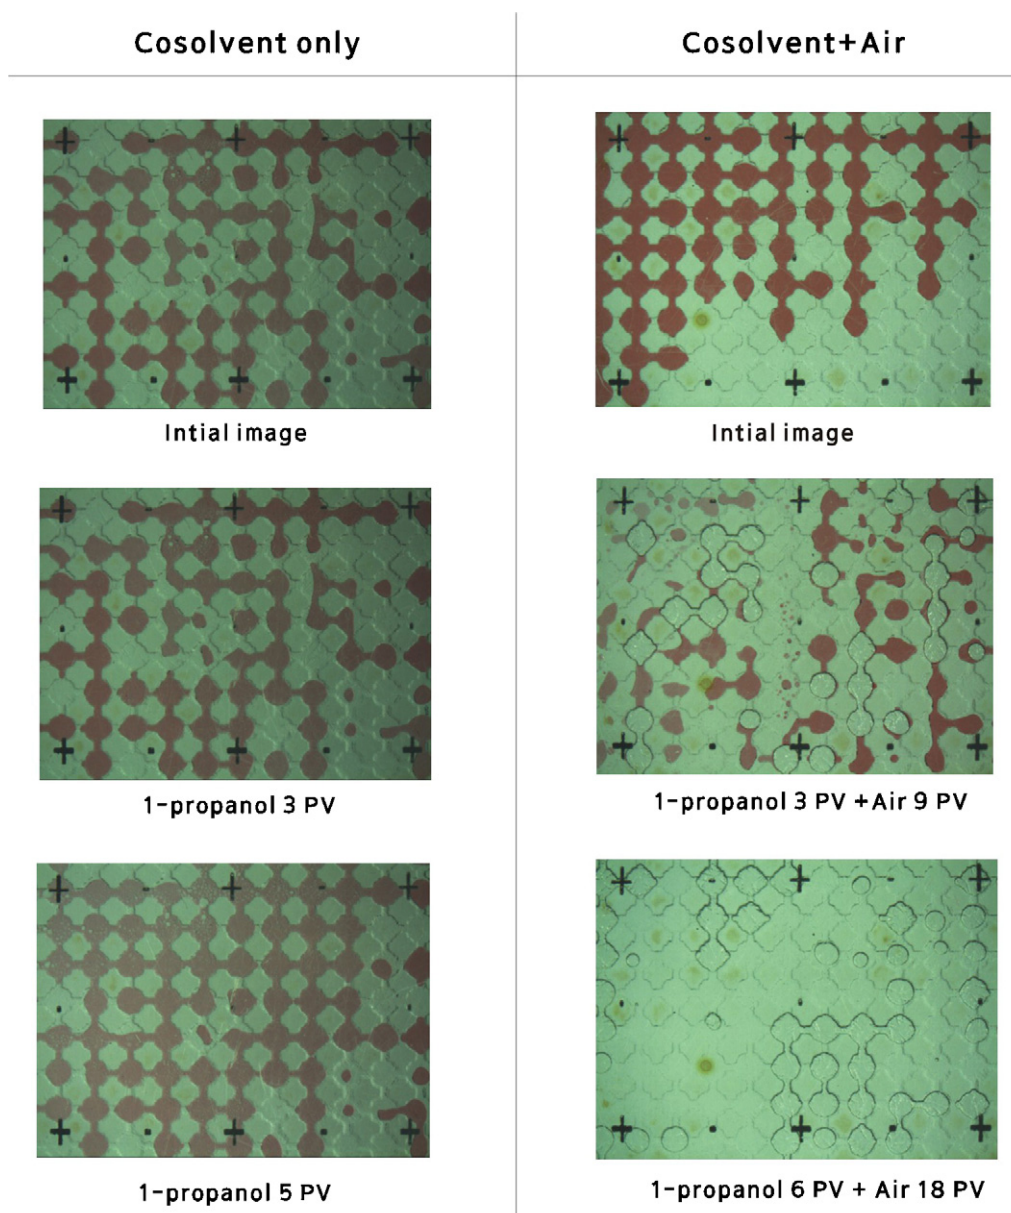 Cosolvent only
Cosolvent+Air
Intial image
Intial image
1-propanol 3 PV
1-propanol 3 PV +Air 9 PV
1-propanol 5 PV
1-propanol 6 PV + Air 18 PV